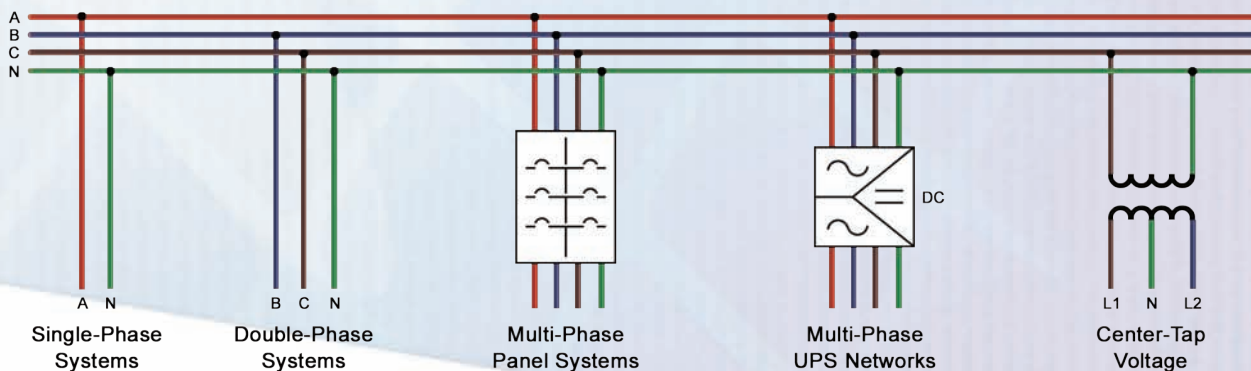 A
B
C
N
A N
B C N
DC
L1 N L2
Single-Phase
Systems
Double-Phase
Systems
Multi-Phase
Panel Systems
Multi-Phase
UPS Networks
Center-Tap
Voltage